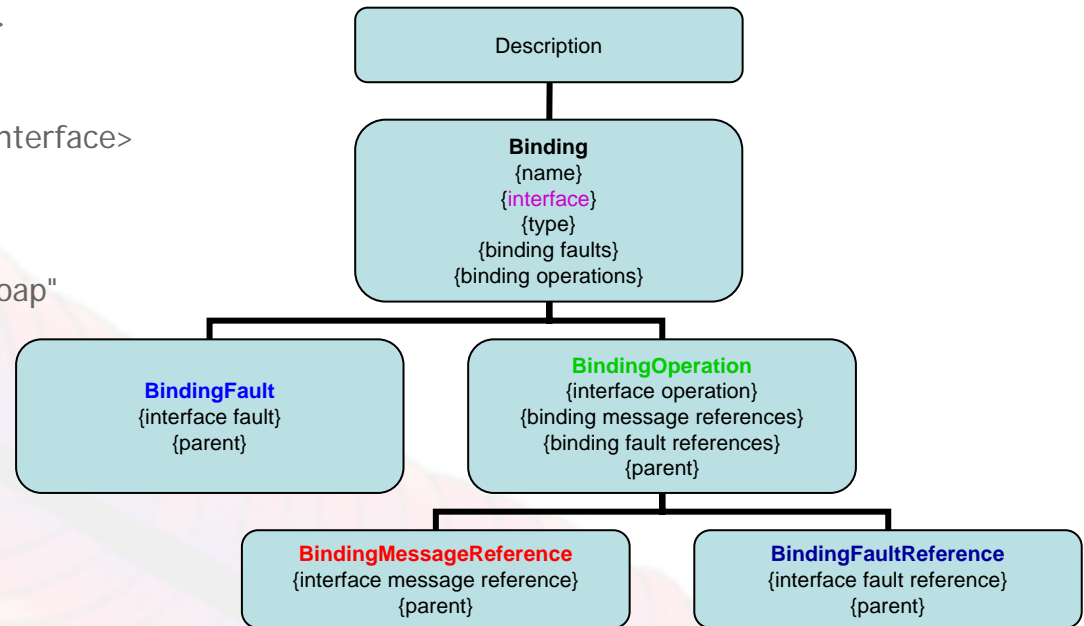 >
nterface>
oap"
Description
Binding
{name}
{interface}
{type}
{binding faults}
{binding operations}
BindingFault
{interface fault}
{parent}
BindingOperation
{interface operation}
{binding message references}
{binding fault references}
{parent}
BindingMessageReference
{interface message reference}
{parent}
BindingFaultReference
{interface fault reference}
{parent}